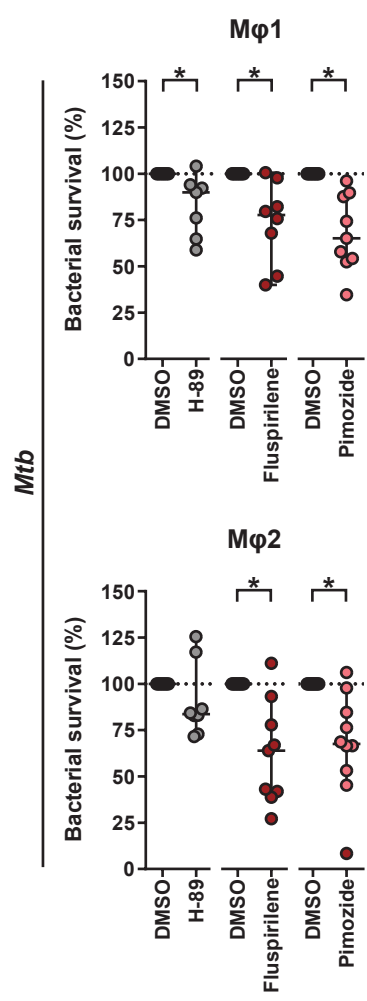 Mφ1
*
*
*
150
125
100
75
50
25
0
Bacterial survival (%)
DMSO
H-89
DMSO
Fluspirilene
DMSO
Pimozide
Mtb
Mφ2
*
*
150
125
100
75
50
25
0
Bacterial survival (%)
DMSO
H-89
DMSO
Fluspirilene
DMSO
Pimozide